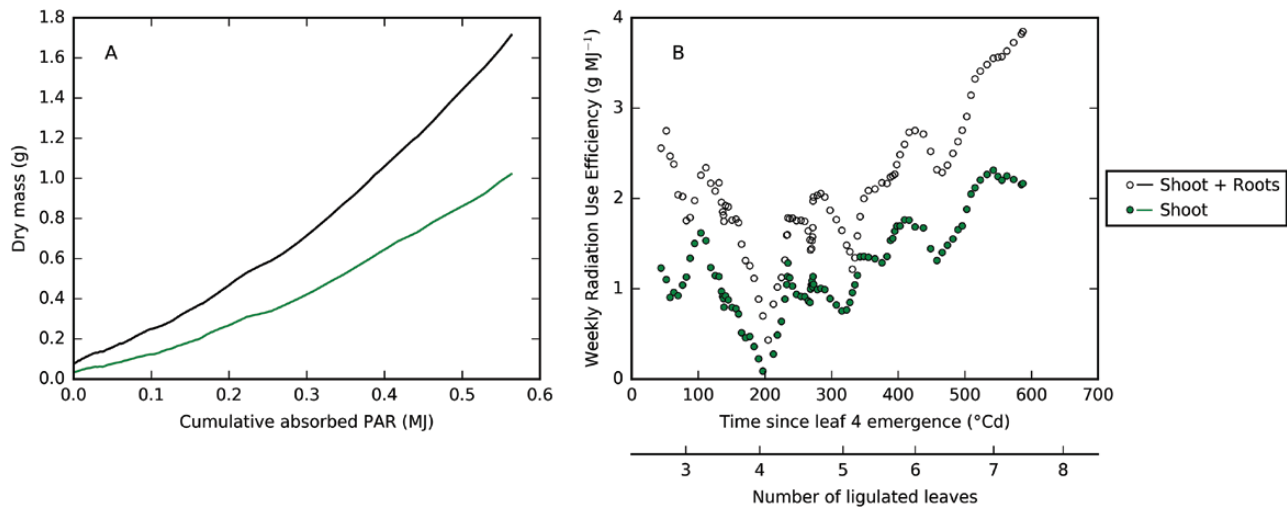 A
Dry mass (g)
1.8
1.6
1.4
1.2
1.0
0.8
0.6
0.4
0.2
0.0
0.0 0.1 0.2 0.3 0.4 0.5 0.6
Cumulative absorbed PAR (MJ)
B
Weekly Radiation Use Efficiency (g MJ⁻¹)
4
3
2
1
0
0 100 200 300 400 500 600 700
Time since leaf 4 emergence (°Cd)
3 4 5 6 7 8
Number of ligulated leaves
Shoot + Roots
Shoot